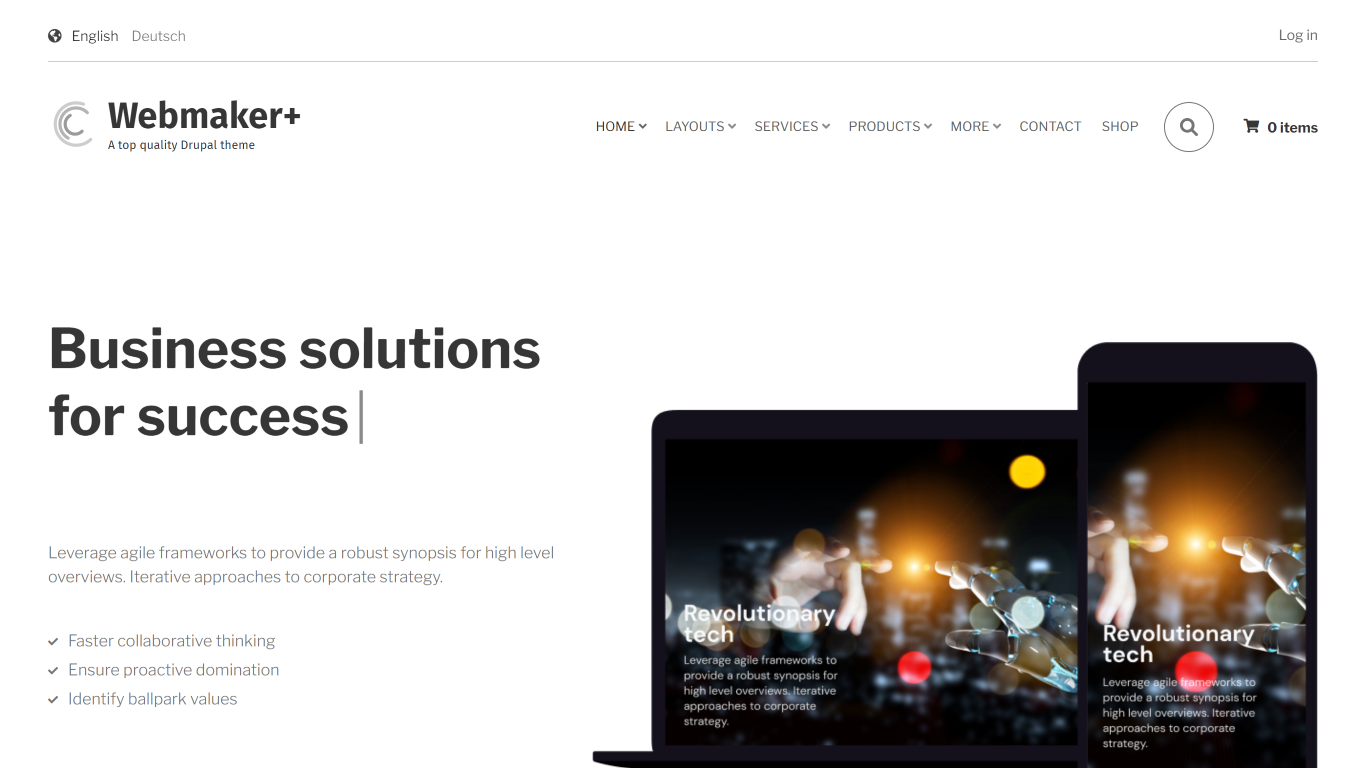 English Deutsch
Log in
Webmaker+
A top quality Drupal theme
HOME LAYOUTS SERVICES PRODUCTS MORE CONTACT SHOP
0 items
Business solutions
for success
Leverage agile frameworks to provide a robust synopsis for high level
overviews. Iterative approaches to corporate strategy.
Faster collaborative thinking
Ensure proactive domination
Identify ballpark values
Revolutionary
tech
Leverage agile frameworks to
provide a robust synopsis for
high level overviews. Iterative
approaches to corporate
strategy.
Revolutionary
tech
Leverage agile frameworks to
provide a robust synopsis for
high level overviews. Iterative
approaches to corporate
strategy.